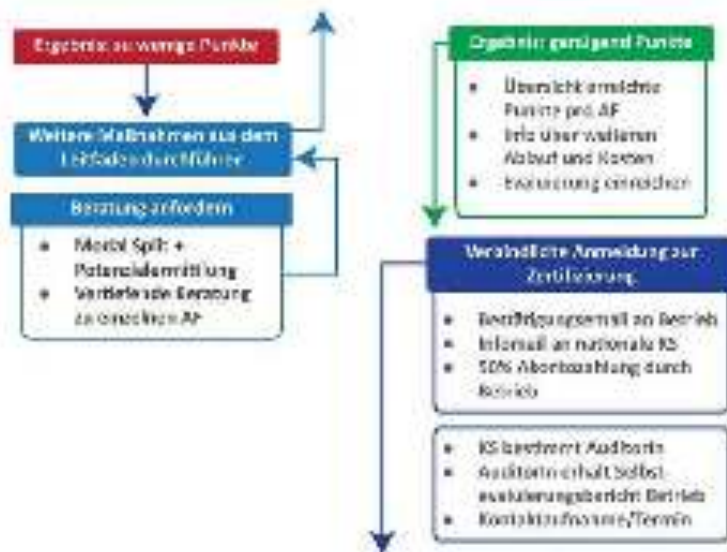 Ergebnis: zu wenige Punkte
Weitere Maßnahmen aus dem
Leitfaden durchführen
Beratung anfordern
Modal Split +
Potenzialermittlung
Vertiefende Beratung
zu einzelnen AF
Ergebnis: genügend Punkte
Übersicht erreichte
Punkte pro AF
Info über weiteren
Ablauf und Kosten
Evaluierung einreichen
Verbindliche Anmeldung zur
Zertifizierung
Bestätigungsemail an Betrieb
Infomail an nationale KS
50% Akontozahlung durch
Betrieb
KS bestimmt AuditorIn
AuditorIn erhält Selbst-
evaluierungsbericht Betrieb
Kontaktaufnahme/Termin